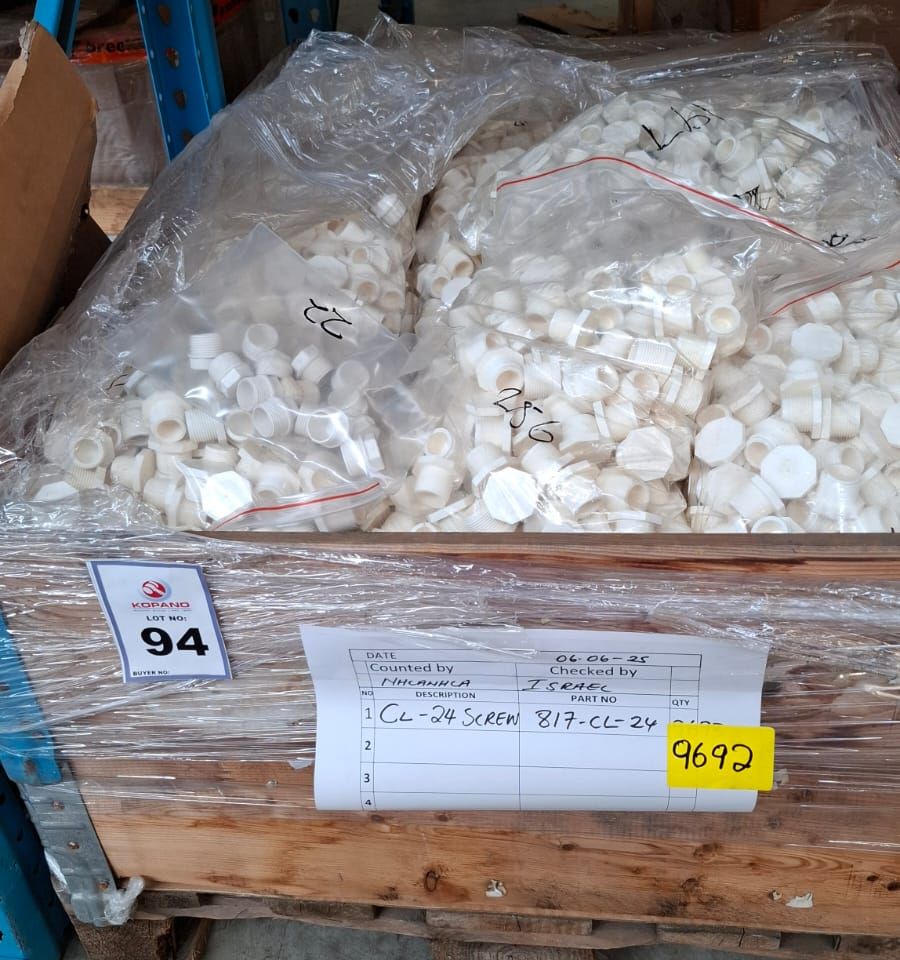 bree
22
286
KOPANO
LOT NO:
94
BUYER NO:
DATE 06-06-25
Counted by Checked by
NHLANHLA ISRAEL
NO DESCRIPTION PART NO QTY
1 CL-24 SCREW 817-CL-24
9692
2
3
4